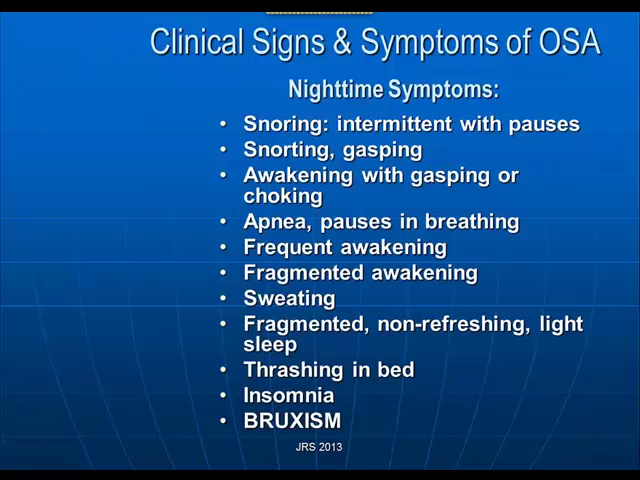 Clinical Signs & Symptoms of OSA
Nighttime Symptoms:
• Snoring: intermittent with pauses
• Snorting, gasping
• Awakening with gasping or
choking
• Apnea, pauses in breathing
• Frequent awakening
• Fragmented awakening
• Sweating
• Fragmented, non-refreshing, light
sleep
• Thrashing in bed
• Insomnia
• BRUXISM
JRS 2013